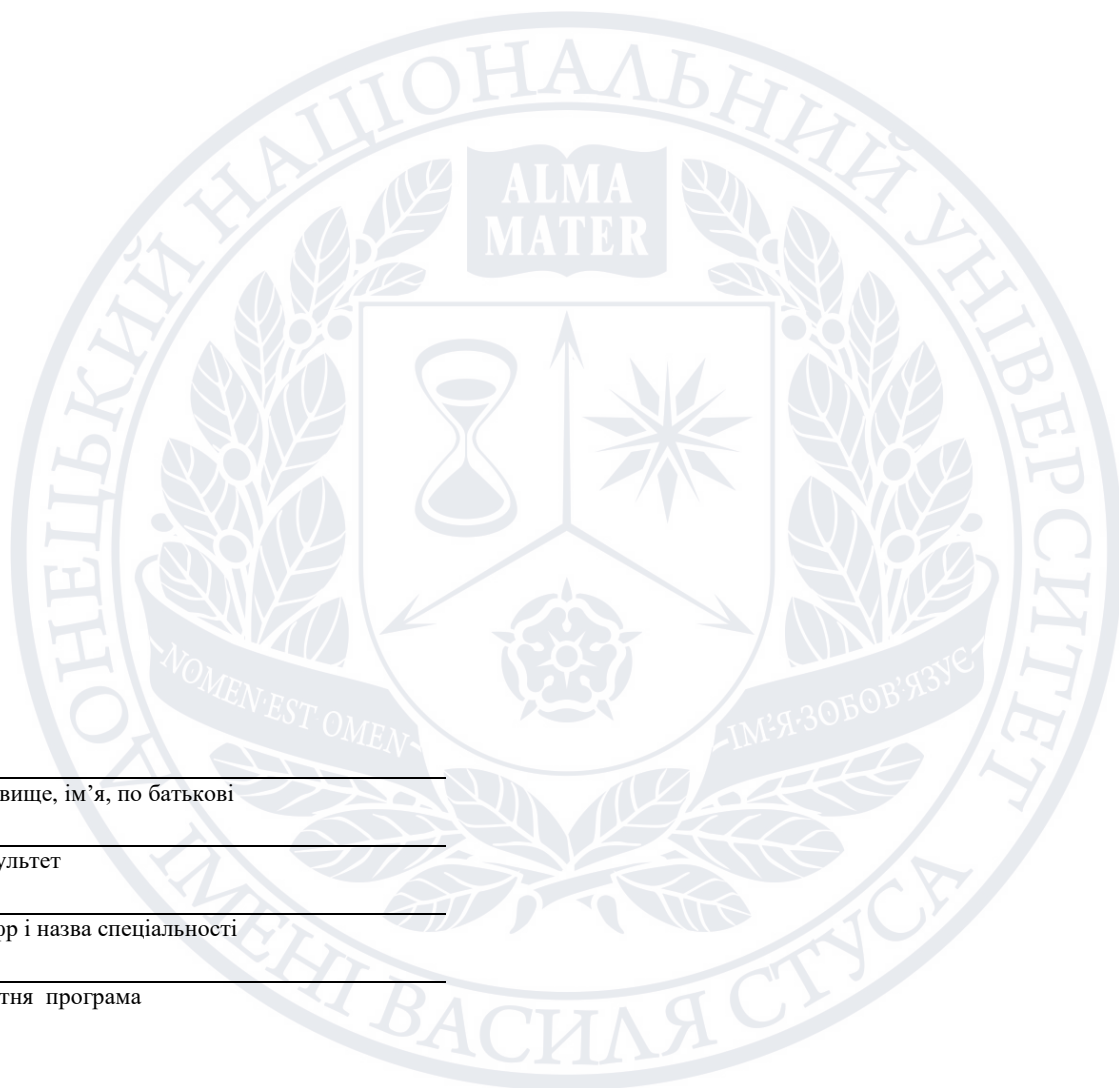 ДОНЕЦЬКИЙ НАЦІОНАЛЬНИЙ УНІВЕРСИТЕТ
ІМЕНІ ВАСИЛЯ СТУСА
ALMA
MATER
NOMEN·EST OMEN
ІМ'Я·ЗОБОВ'ЯЗУЄ
вище, ім’я, по батькові
ультет
і назва спеціальності
програма